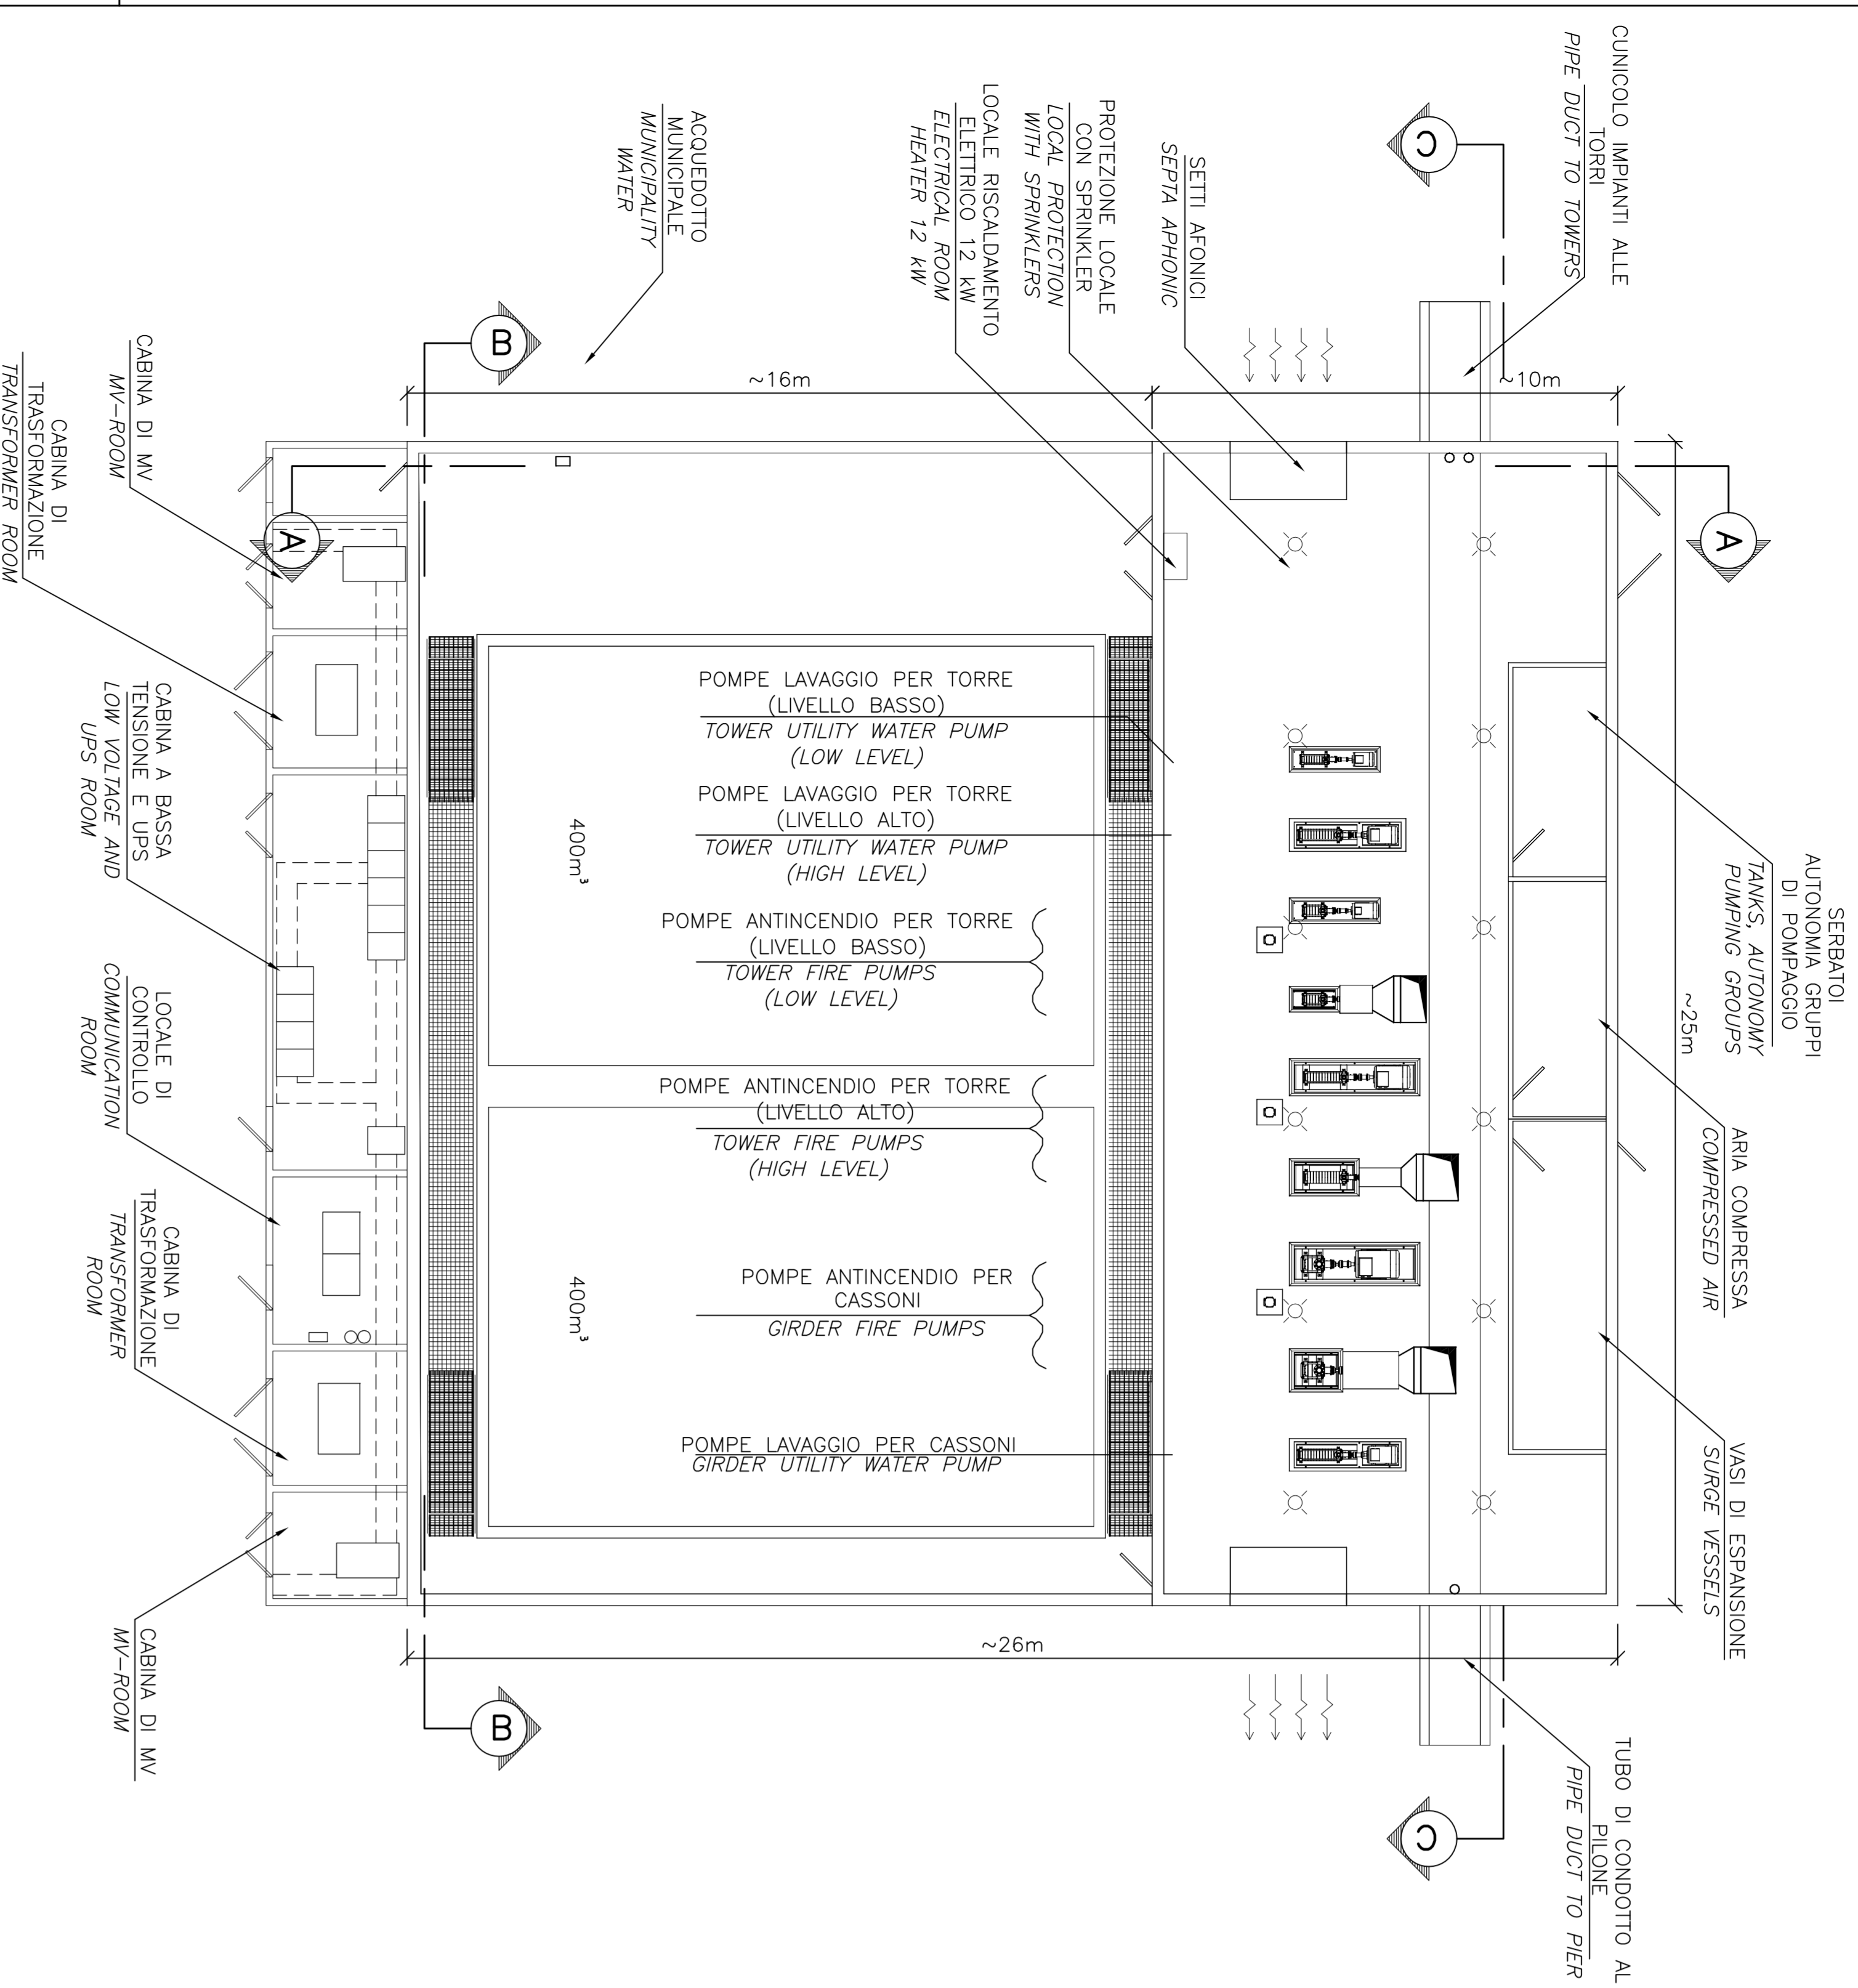 CUNICOLO IMPIANTI ALLE
TORRI
PIPE DUCT TO TOWERS
C
SETTI AFONICI
SEPTA APHONIC
PROTEZIONE LOCALE
CON SPRINKLER
LOCAL PROTECTION
WITH SPRINKLERS
LOCALE RISCALDAMENTO
ELETTRICO 12 kW
ELECTRICAL ROOM
HEATER 12 kW
ACQUEDOTTO
MUNICIPALE
MUNICIPALITY
WATER
B
~16m
~10m
CABINA DI MV
MV-ROOM
CABINA DI
TRASFORMAZIONE
TRANSFORMER ROOM
A
A
SERBATOI
AUTONOMIA GRUPPI
DI POMPAGGIO
TANKS, AUTONOMY
PUMPING GROUPS
~25m
POMPE LAVAGGIO PER TORRE
(LIVELLO BASSO)
TOWER UTILITY WATER PUMP
(LOW LEVEL)
POMPE LAVAGGIO PER TORRE
(LIVELLO ALTO)
TOWER UTILITY WATER PUMP
(HIGH LEVEL)
400m³
POMPE ANTINCENDIO PER TORRE
(LIVELLO BASSO)
TOWER FIRE PUMPS
(LOW LEVEL)
CABINA A BASSA
TENSIONE E UPS
LOW VOLTAGE AND
UPS ROOM
POMPE ANTINCENDIO PER TORRE
(LIVELLO ALTO)
TOWER FIRE PUMPS
(HIGH LEVEL)
LOCALE DI
CONTROLLO
COMMUNICATION
ROOM
ARIA COMPRESSA
COMPRESSED AIR
POMPE ANTINCENDIO PER
CASSONI
GIRDER FIRE PUMPS
400m³
CABINA DI
TRASFORMAZIONE
TRANSFORMER
ROOM
POMPE LAVAGGIO PER CASSONI
GIRDER UTILITY WATER PUMP
VASI DI ESPANSIONE
SURGE VESSELS
CABINA DI MV
MV-ROOM
~26m
B
C
TUBO DI CONDOTTO AL
PILONE
PIPE DUCT TO PIER